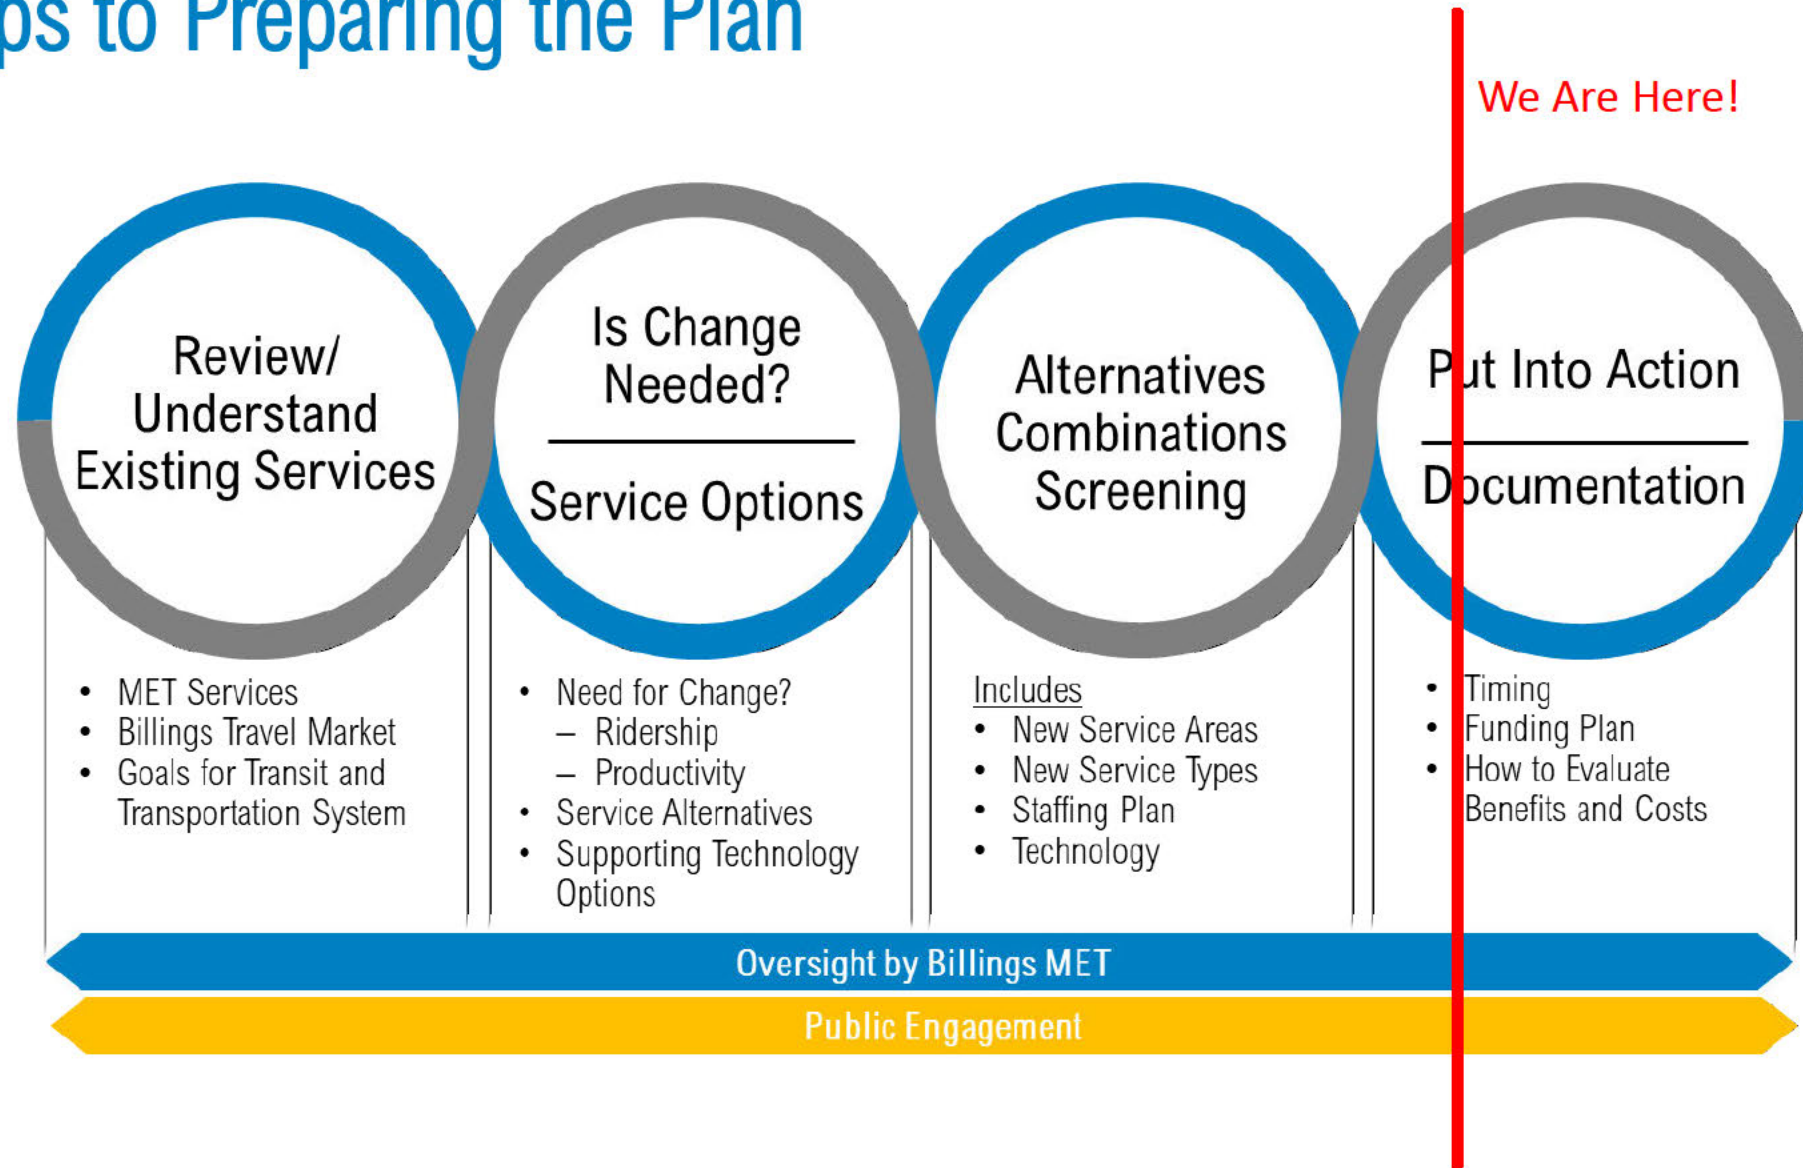 ps to Preparing the Plan
We Are Here!
Review/
Understand
Existing Services
Is Change
Needed?
Service Options
Alternatives
Combinations
Screening
Put Into Action
Documentation
• MET Services
• Billings Travel Market
• Goals for Transit and
Transportation System
• Need for Change?
– Ridership
– Productivity
• Service Alternatives
• Supporting Technology
Options
Includes
• New Service Areas
• New Service Types
• Staffing Plan
• Technology
• Timing
• Funding Plan
• How to Evaluate
Benefits and Costs
Oversight by Billings MET
Public Engagement